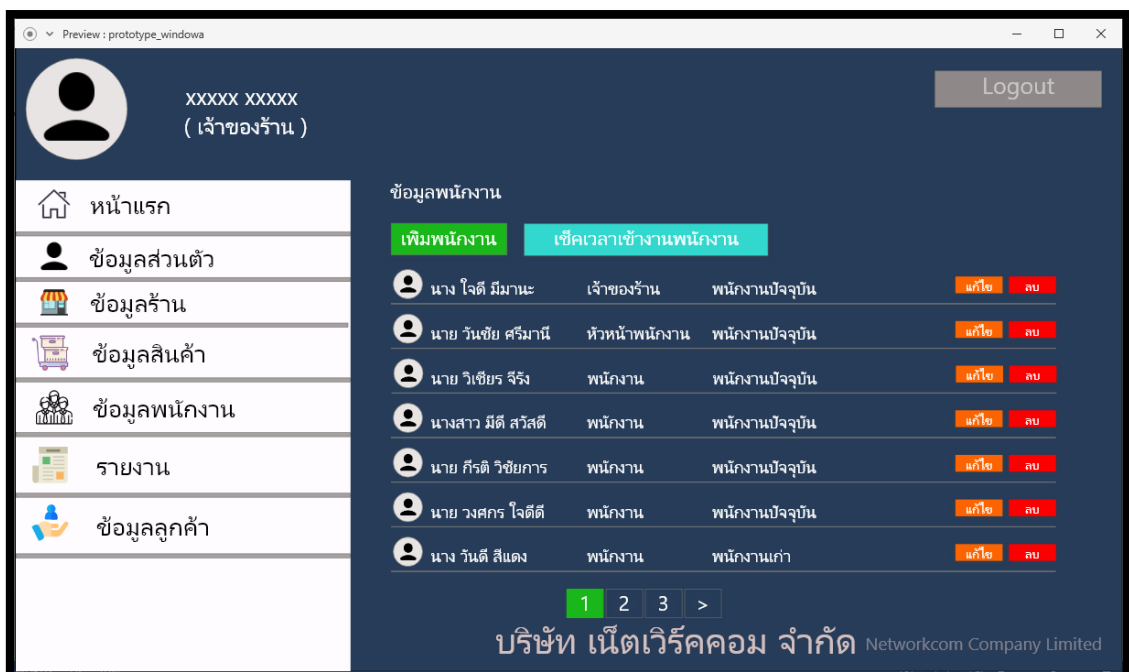 Preview : prototype_windowa
xxxxx xxxxx
( เจ้าของร้าน )
Logout
หน้าแรก
ข้อมูลส่วนตัว
ข้อมูลร้าน
ข้อมูลสินค้า
ข้อมูลพนักงาน
รายงาน
ข้อมูลลูกค้า
ข้อมูลพนักงาน
เพิ่มพนักงาน เช็คเวลาเข้างานพนักงาน
นาง ใจดี มีมานะ เจ้าของร้าน พนักงานปัจจุบัน แก้ไข ลบ
นาย วันชัย ศรีมานี หัวหน้าพนักงาน พนักงานปัจจุบัน แก้ไข ลบ
นาย วิเชียร จีรัง พนักงาน พนักงานปัจจุบัน แก้ไข ลบ
นางสาว มีดี สวัสดี พนักงาน พนักงานปัจจุบัน แก้ไข ลบ
นาย กีรติ วิชัยการ พนักงาน พนักงานปัจจุบัน แก้ไข ลบ
นาย วงศกร ใจดีดี พนักงาน พนักงานปัจจุบัน แก้ไข ลบ
นาง วันดี สีแดง พนักงาน พนักงานเก่า แก้ไข ลบ
1 2 3 >
บริษัท เน็ตเวิร์คคอม จำกัด Networkcom Company Limited